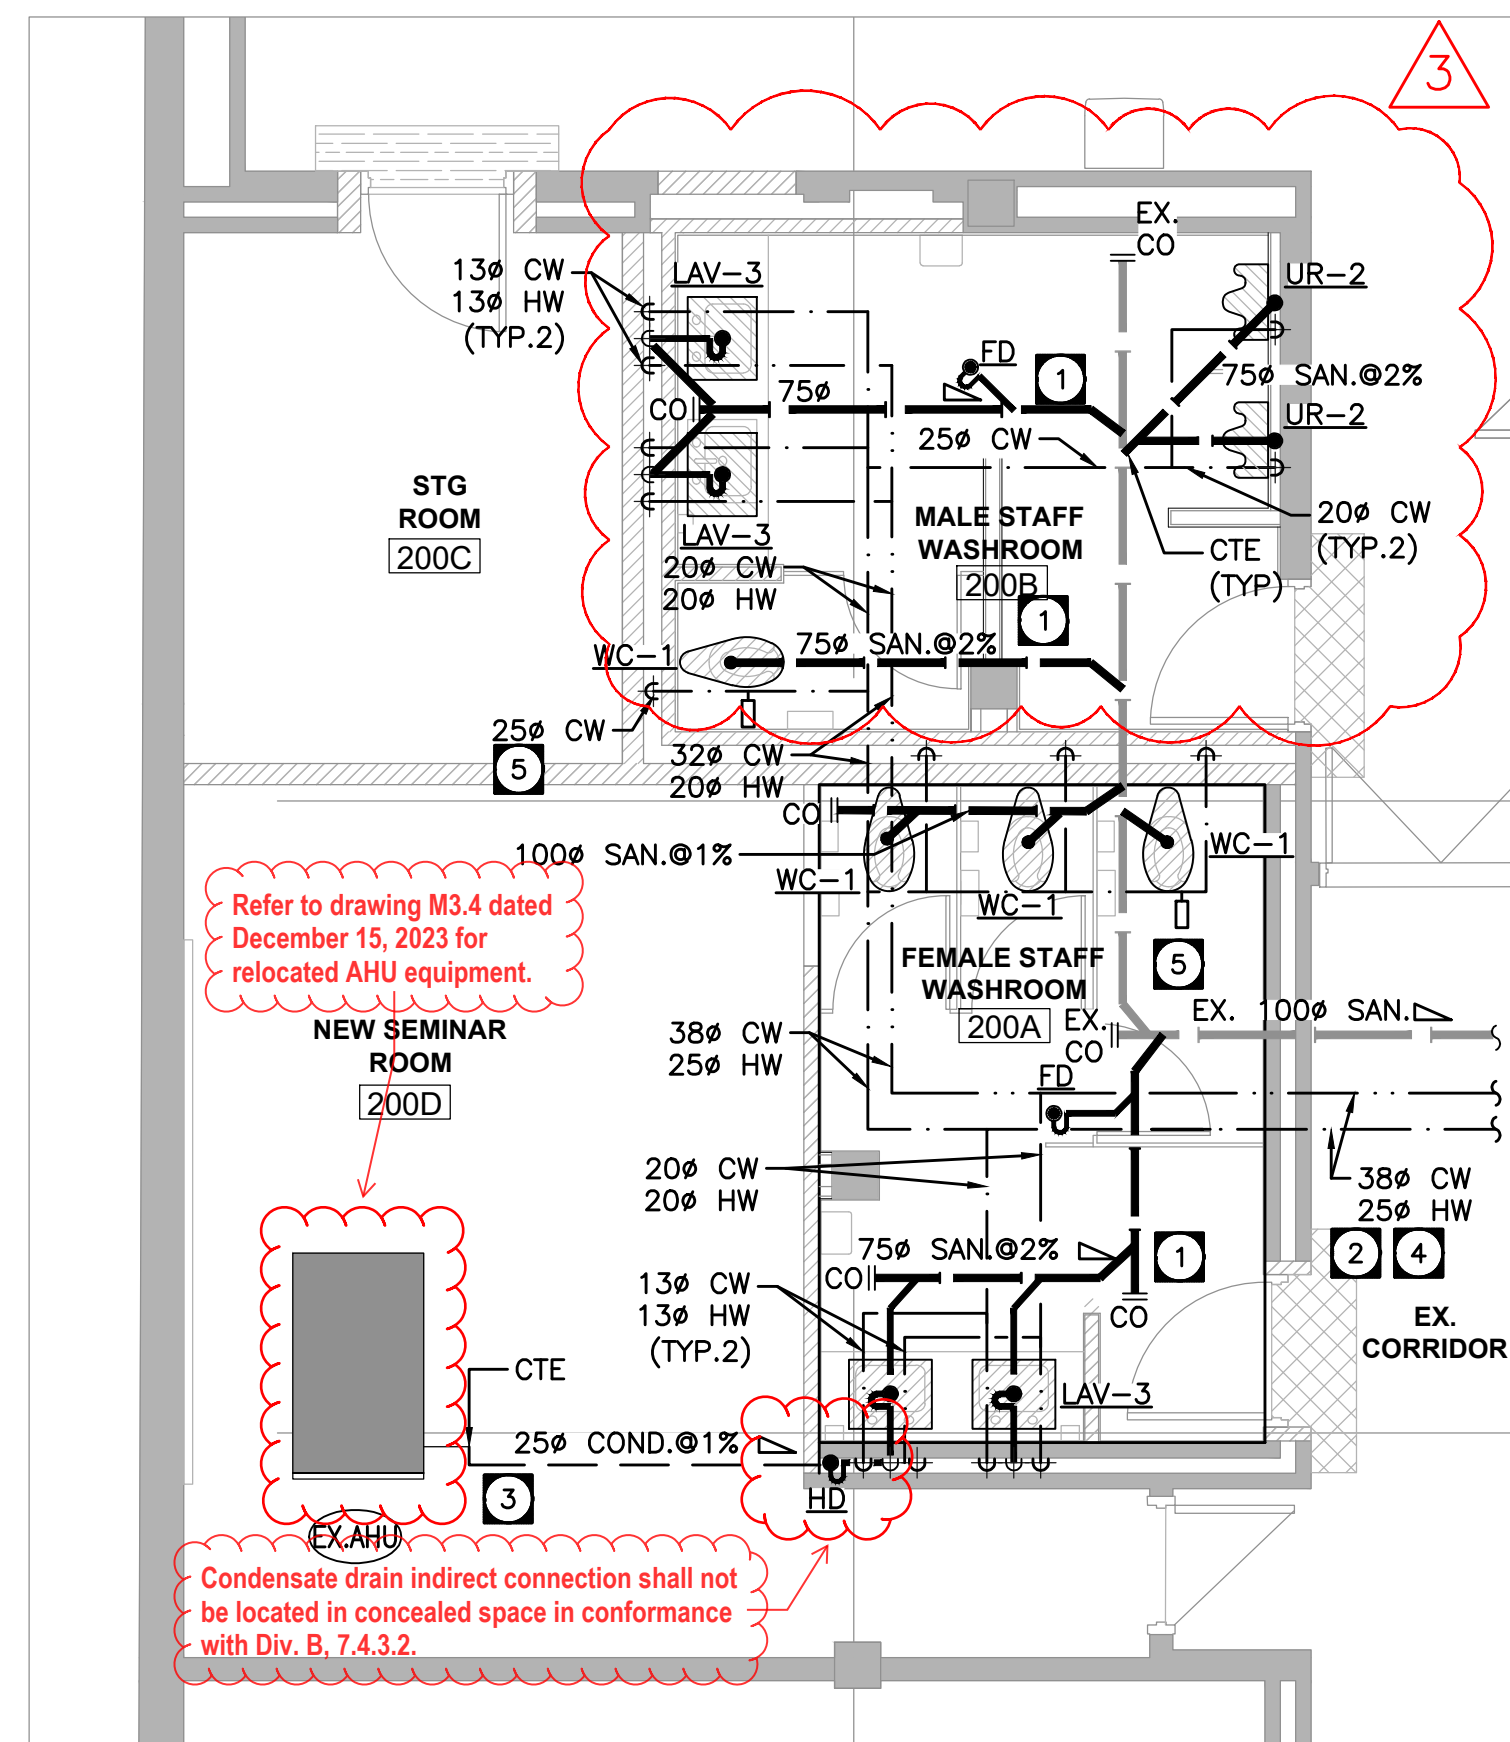 3
EX.
CO
13ø CW
13ø HW
(TYP.2)
LAV-3
UR-2
FD
1
75ø SAN.@2%
CO
75ø
UR-2
25ø CW
STG
ROOM
200C
MALE STAFF
WASHROOM
200B
20ø CW
(TYP.2)
CTE
(TYP)
LAV-3
20ø CW
20ø HW
1
WC-1
75ø SAN.@2%
25ø CW
5
32ø CW
20ø HW
CO
100ø SAN.@1%
WC-1
WC-1
WC-1
Refer to drawing M3.4 dated
December 15, 2023 for
relocated AHU equipment.
FEMALE STAFF
WASHROOM
200A
5
NEW SEMINAR
ROOM
200D
38ø CW
25ø HW
EX.
CO
EX. 100ø SAN.
FD
20ø CW
20ø HW
38ø CW
25ø HW
2
4
75ø SAN.@2%
1
CO
CO
13ø CW
13ø HW
(TYP.2)
EX.
CORRIDOR
CTE
LAV-3
25ø COND.@1%
3
HD
EX.AHU
Condensate drain indirect connection shall not
be located in concealed space in conformance
with Div. B, 7.4.3.2.